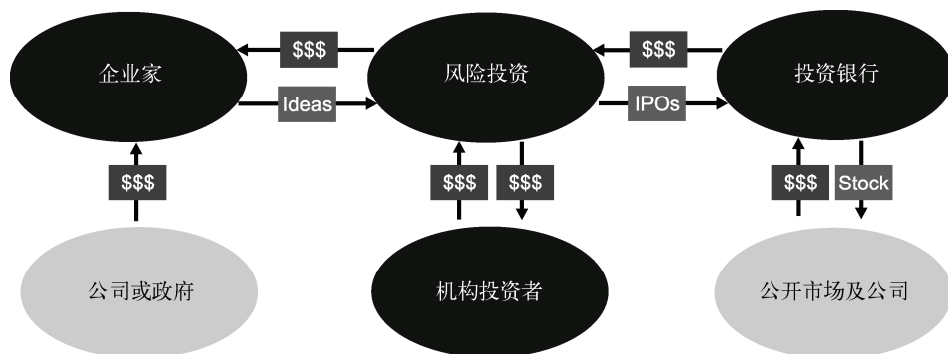 $$$
$$$
企业家
风险投资
投资银行
Ideas
IPOs
$$$
$$$
$$$
$$$
Stock
公司或政府
机构投资者
公开市场及公司